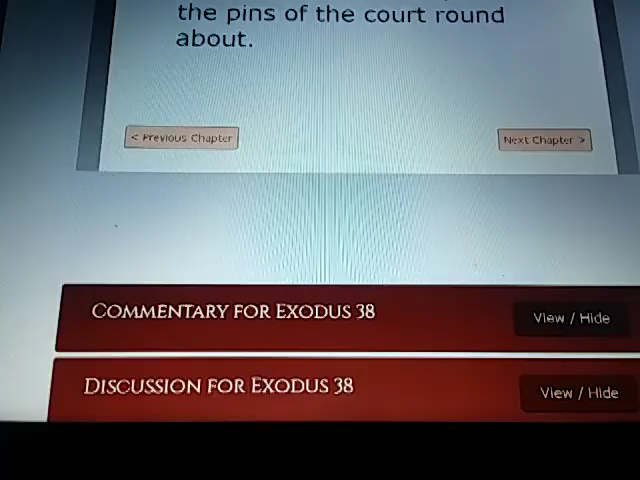 the pins of the court round
about.
< Previous Chapter
Next Chapter >
Commentary for Exodus 38
View / Hide
Discussion for Exodus 38
View / Hide